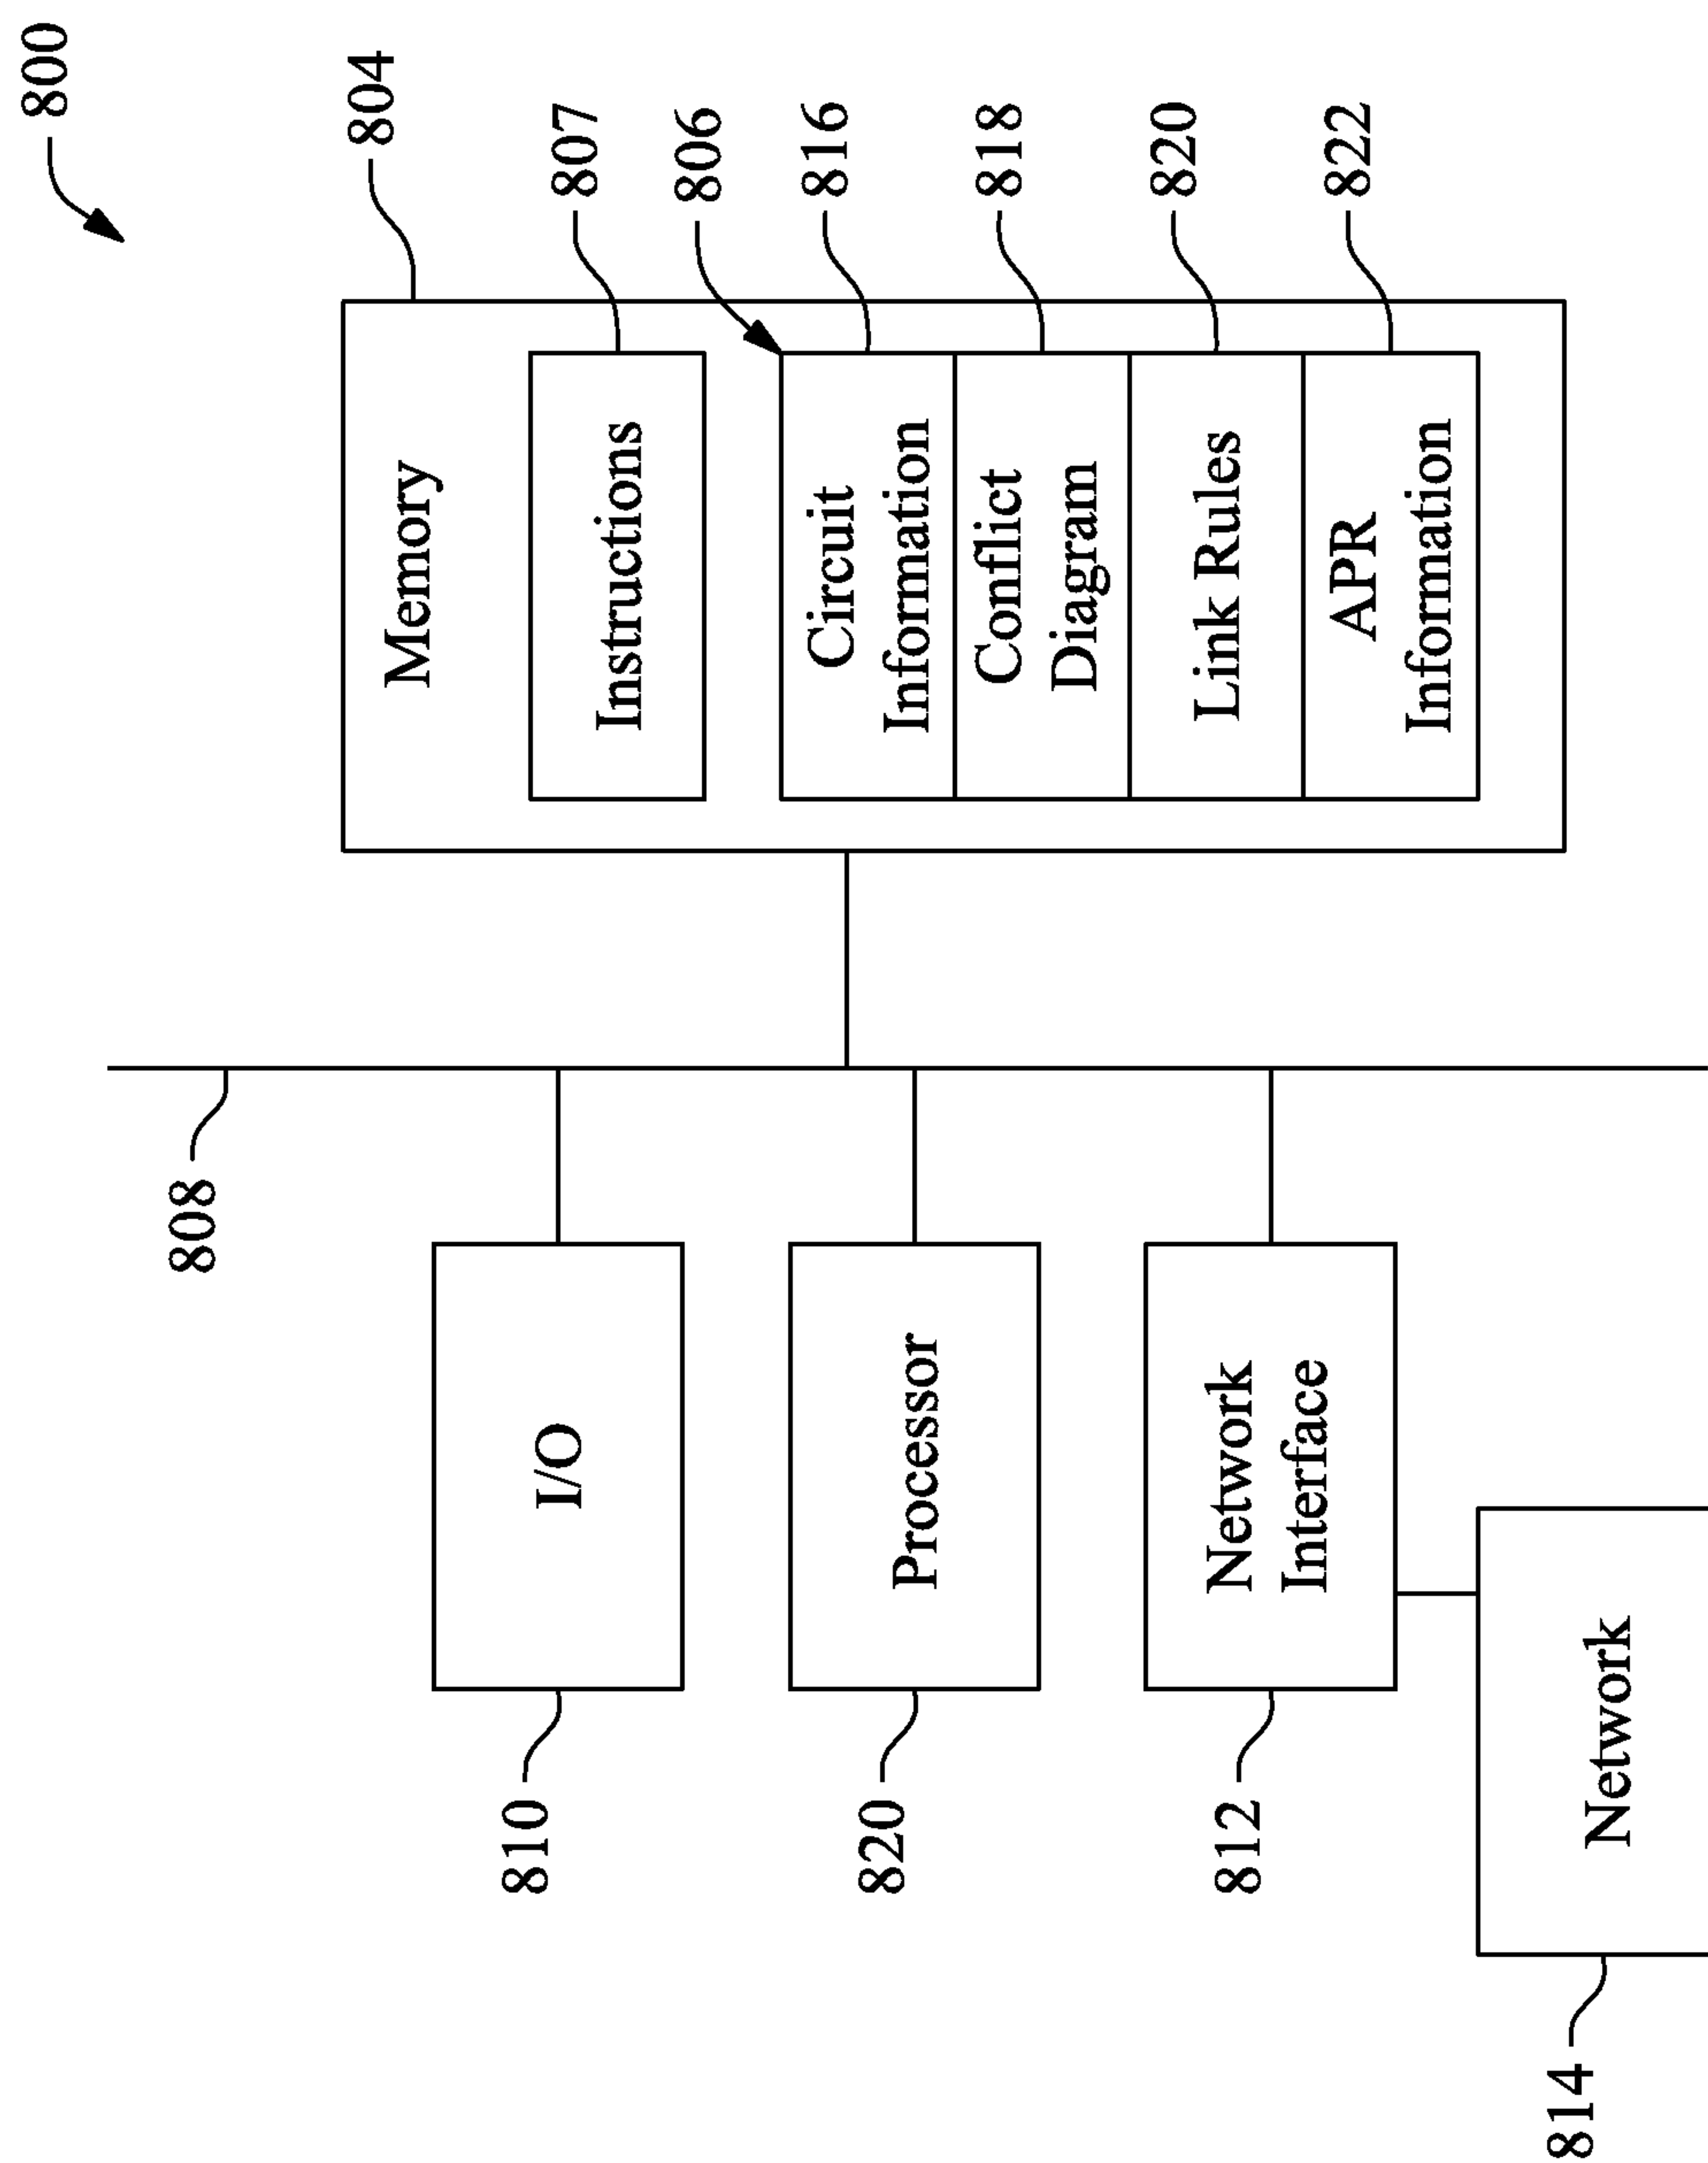 800
808
804
Memory
810
I/O
807
Instructions
806
820
Processor
816
Circuit
Information
818
Conflict
Diagram
820
Link Rules
812
Network
Interface
822
APR
Information
814
Network